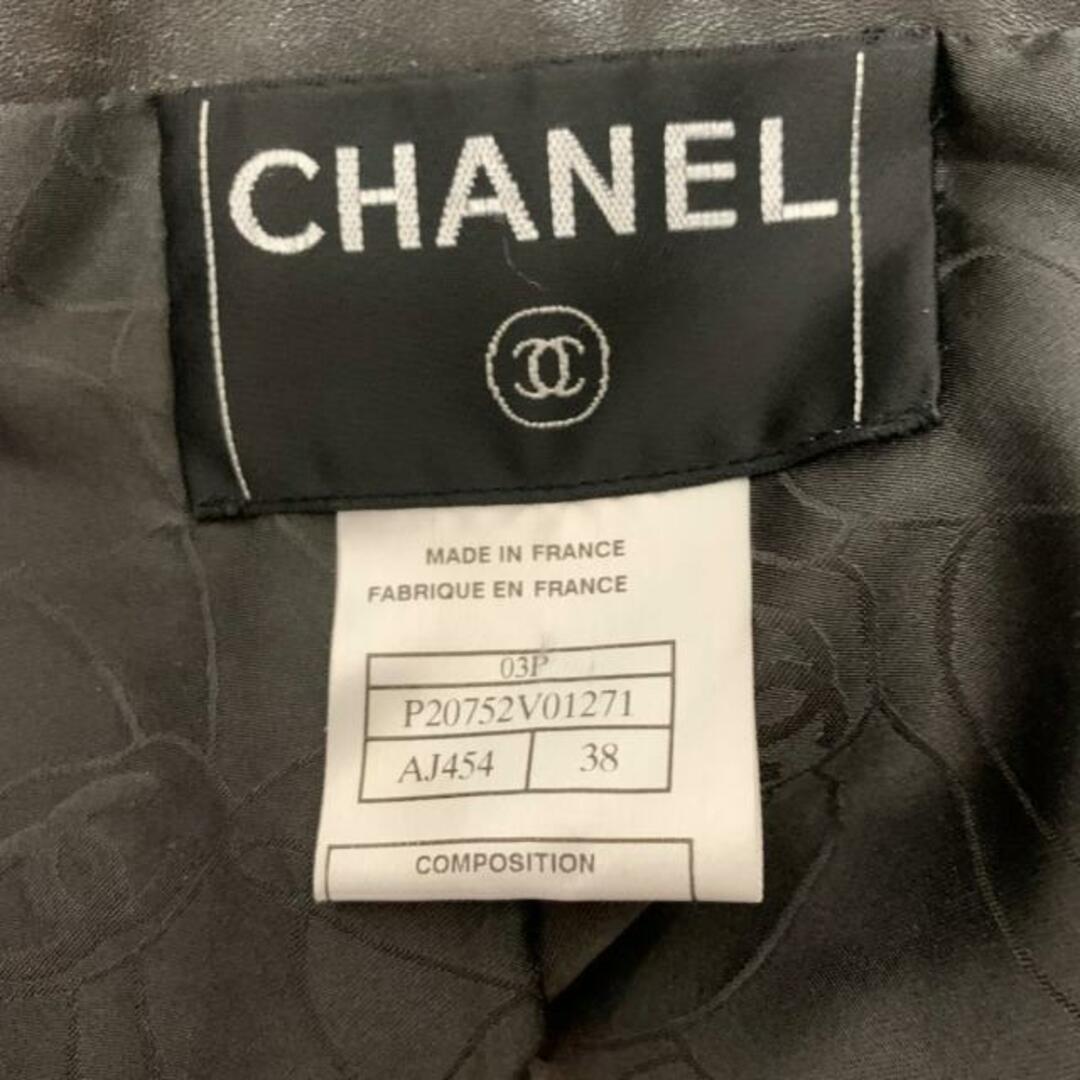 CHANEL
MADE IN FRANCE
FABRIQUE EN FRANCE
03P
P20752V01271
AJ454 38
COMPOSITION